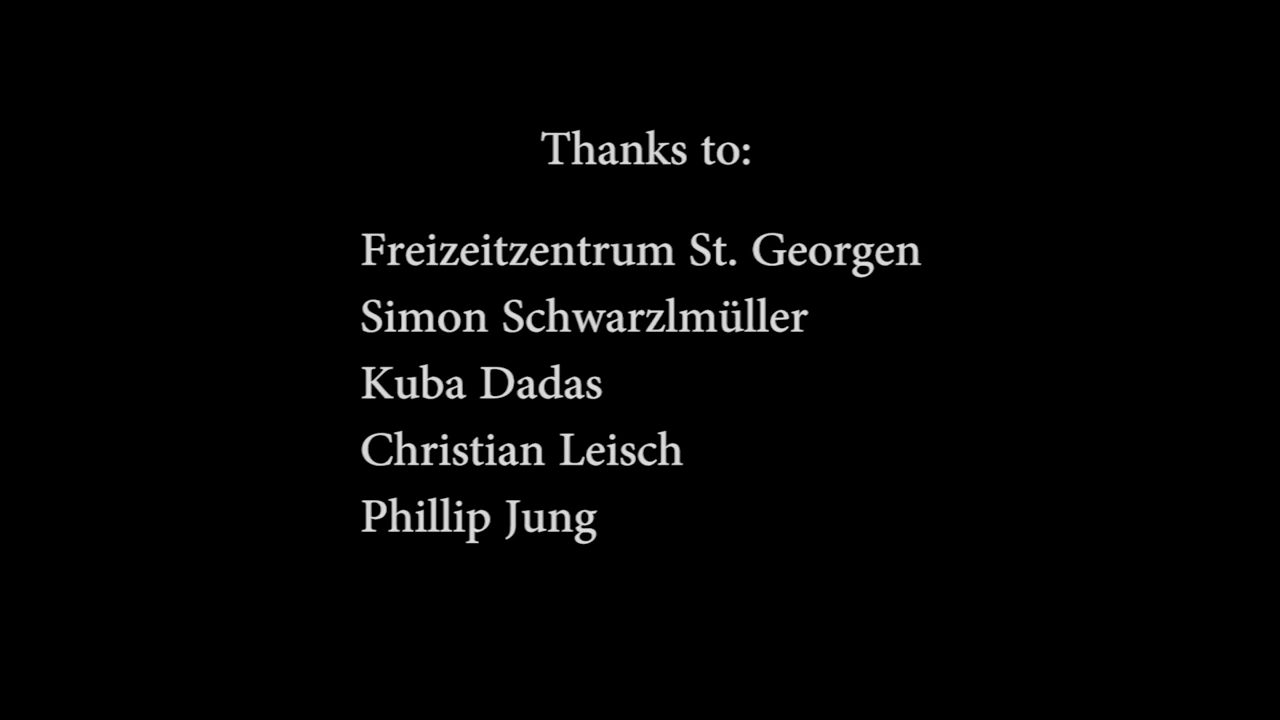 Thanks to:
Freizeitzentrum St. Georgen
Simon Schwarzlmüller
Kuba Dadas
Christian Leisch
Phillip Jung